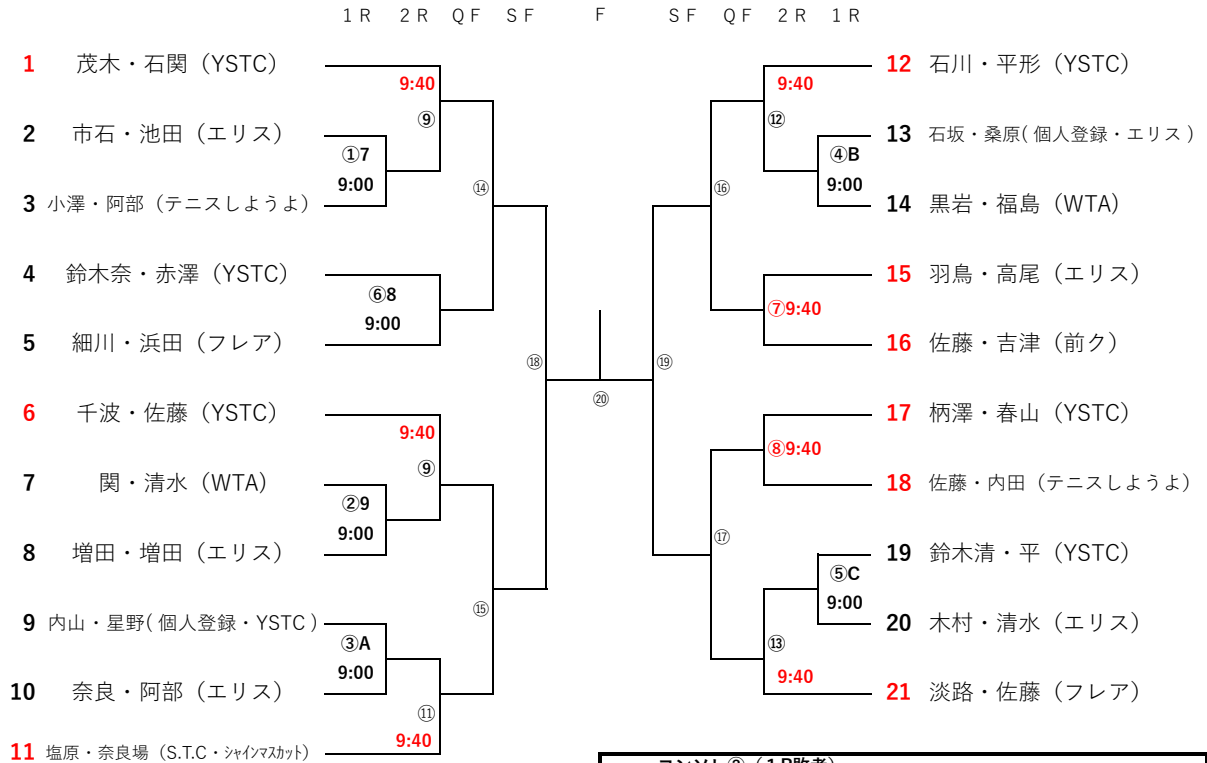 1R 2R QF SF F SF QF 2R 1R
1 茂木・石関（YSTC）
9:40
⑨
2 市石・池田（エリス）
①7
9:00
3 小澤・阿部（テニスしようよ）
⑭
4 鈴木奈・赤澤（YSTC）
⑥8
9:00
5 細川・浜田（フレア）
⑱
6 千波・佐藤（YSTC）
9:40
⑨
7 関・清水（WTA）
②9
9:00
8 増田・増田（エリス）
⑮
9 内山・星野(個人登録・YSTC)
③A
9:00
10 奈良・阿部（エリス）
⑪
9:40
11 塩原・奈良場（S.T.C・シャインマスカット）
⑳
12 石川・平形（YSTC）
9:40
⑫
13 石坂・桑原(個人登録・エリス)
④B
9:00
14 黒岩・福島（WTA）
⑯
15 羽鳥・高尾（エリス）
⑦9:40
16 佐藤・吉津（前ク）
⑲
17 柄澤・春山（YSTC）
⑧9:40
18 佐藤・内田（テニスしようよ）
⑰
19 鈴木清・平（YSTC）
⑤C
9:00
20 木村・清水（エリス）
⑬
9:40
21 淡路・佐藤（フレア）